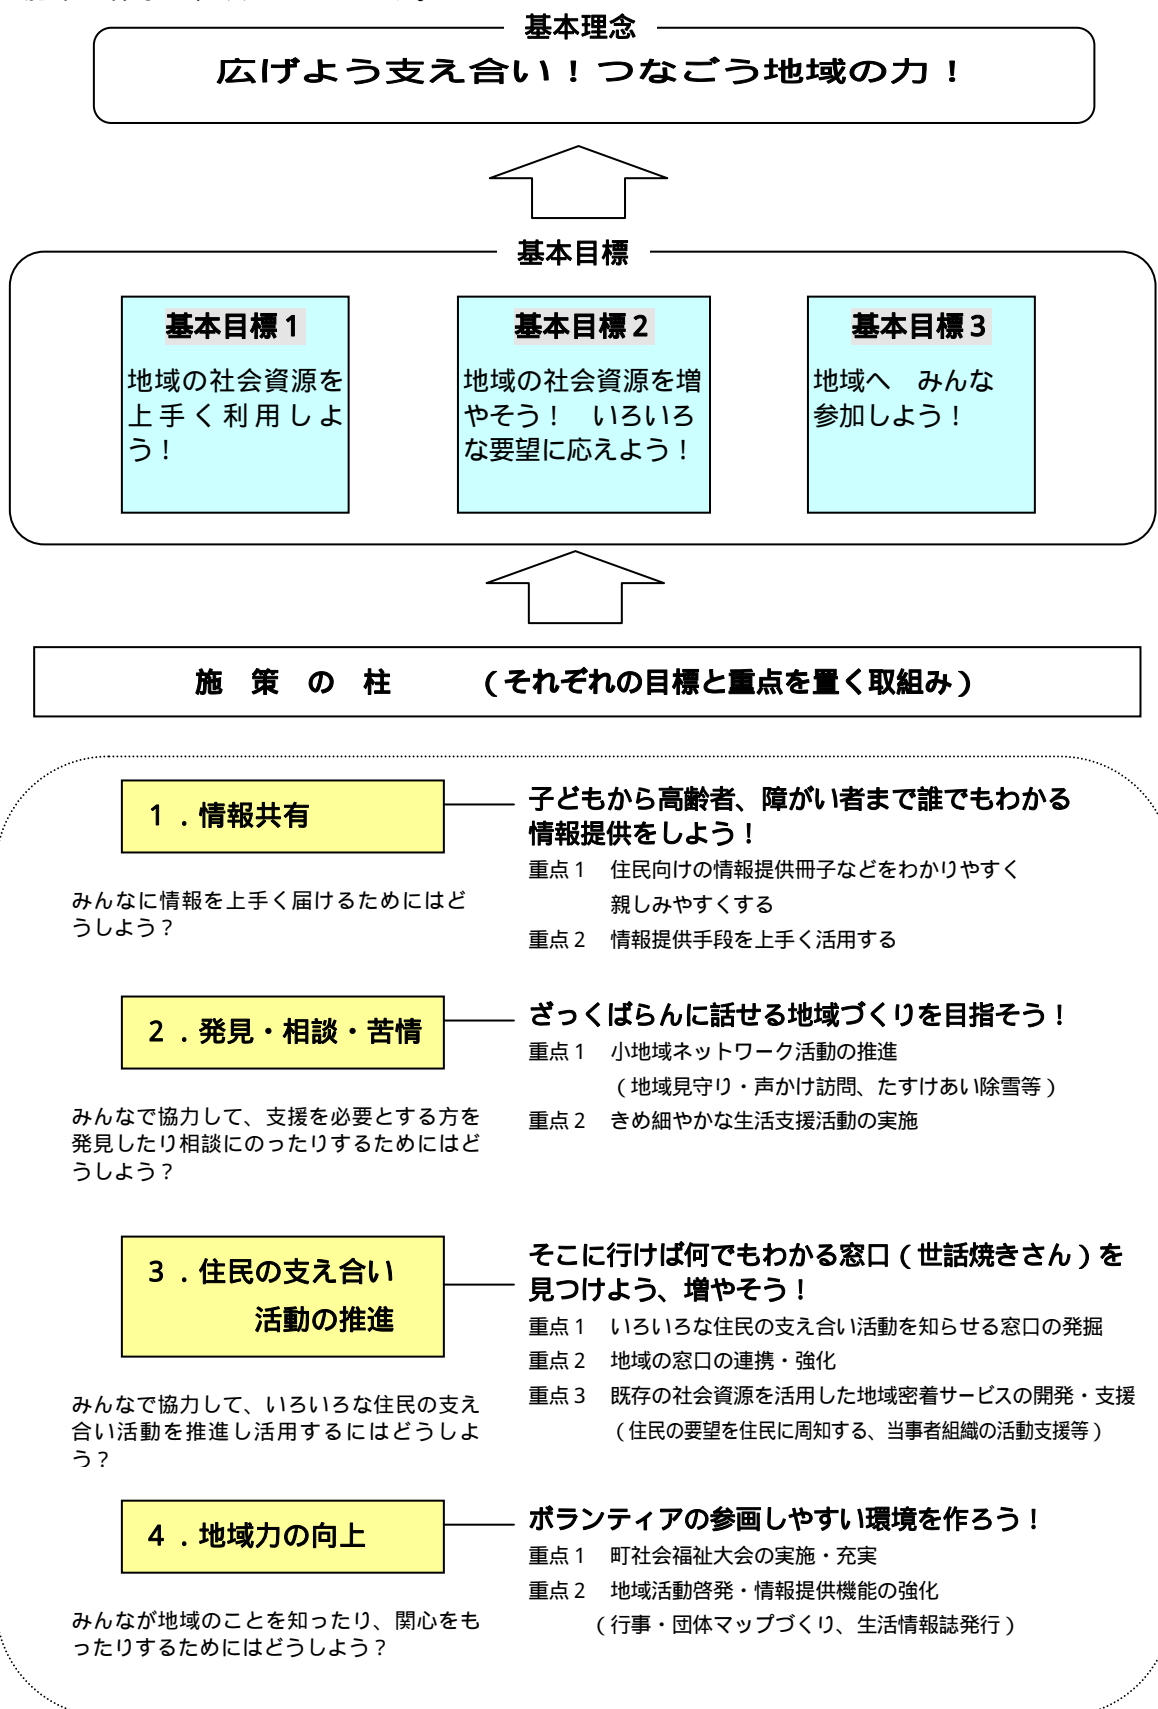 基本理念
広げよう支え合い！つなごう地域の力！
基本目標
基本目標１
地域の社会資源を
上手く利用しよ
う！
基本目標２
地域の社会資源を増
やそう！　いろいろ
な要望に応えよう！
基本目標３
地域へ　みんな
参加しよう！
施　策　の　柱　　　（それぞれの目標と重点を置く取組み）
１．情報共有
みんなに情報を上手く届けるためにはど
うしよう？
子どもから高齢者、障がい者まで誰でもわかる
情報提供をしよう！
重点１　住民向けの情報提供冊子などをわかりやすく
親しみやすくする
重点２　情報提供手段を上手く活用する
２．発見・相談・苦情
みんなで協力して、支援を必要とする方を
発見したり相談にのったりするためにはど
うしよう？
ざっくばらんに話せる地域づくりを目指そう！
重点１　小地域ネットワーク活動の推進
（地域見守り・声かけ訪問、たすけあい除雪等）
重点２　きめ細やかな生活支援活動の実施
３．住民の支え合い
活動の推進
みんなで協力して、いろいろな住民の支え
合い活動を推進し活用するにはどうしよ
う？
そこに行けば何でもわかる窓口（世話焼きさん）を
見つけよう、増やそう！
重点１　いろいろな住民の支え合い活動を知らせる窓口の発掘
重点２　地域の窓口の連携・強化
重点３　既存の社会資源を活用した地域密着サービスの開発・支援
（住民の要望を住民に周知する、当事者組織の活動支援等）
４．地域力の向上
みんなが地域のことを知ったり、関心をも
ったりするためにはどうしよう？
ボランティアの参画しやすい環境を作ろう！
重点１　町社会福祉大会の実施・充実
重点２　地域活動啓発・情報提供機能の強化
（行事・団体マップづくり、生活情報誌発行）